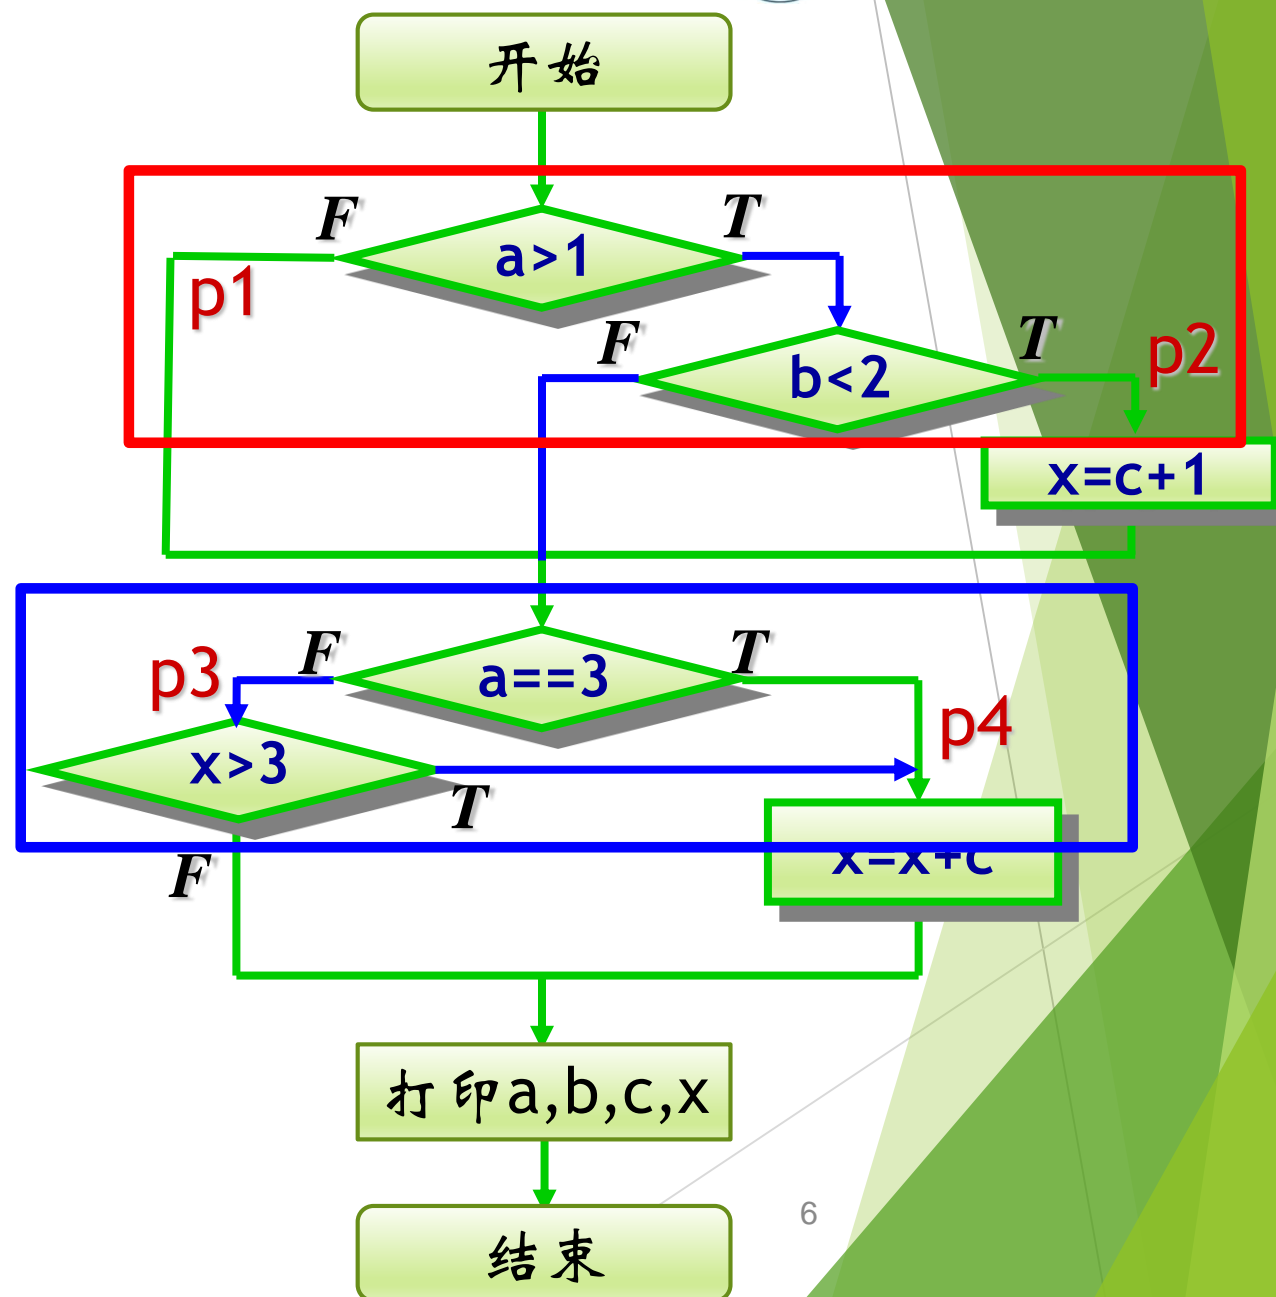 开始
F
T
a>1
p1
F
T
p2
b<2
x=c+1
F
T
p3
a==3
p4
x>3
T
x=x+c
F
打印a,b,c,x
6
结束